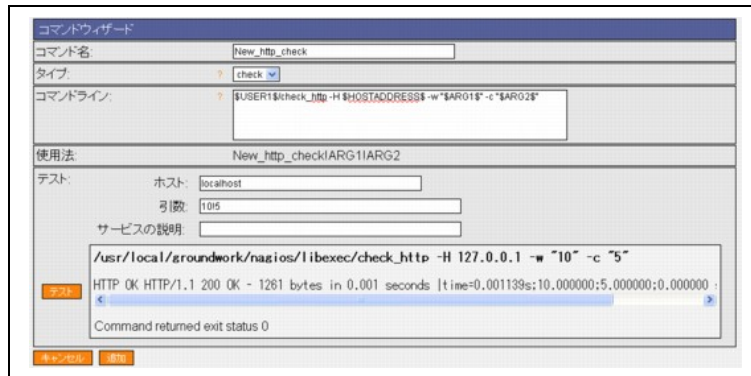 コマンドウィザード
コマンド名: New_http_check
タイプ: ? check
コマンドライン: ? $USER1$/check_http -H $HOSTADDRESS$ -w "$ARG1$" -c "$ARG2$"
使用法: New_http_check!ARG1!ARG2
テスト:
ホスト: localhost
引数: 10!5
サービスの説明:
/usr/local/groundwork/nagios/libexec/check_http -H 127.0.0.1 -w "10" -c "5"
テスト
HTTP OK HTTP/1.1 200 OK - 1261 bytes in 0.001 seconds |time=0.001139s;10.000000;5.000000;0.000000
Command returned exit status 0
キャンセル 追加